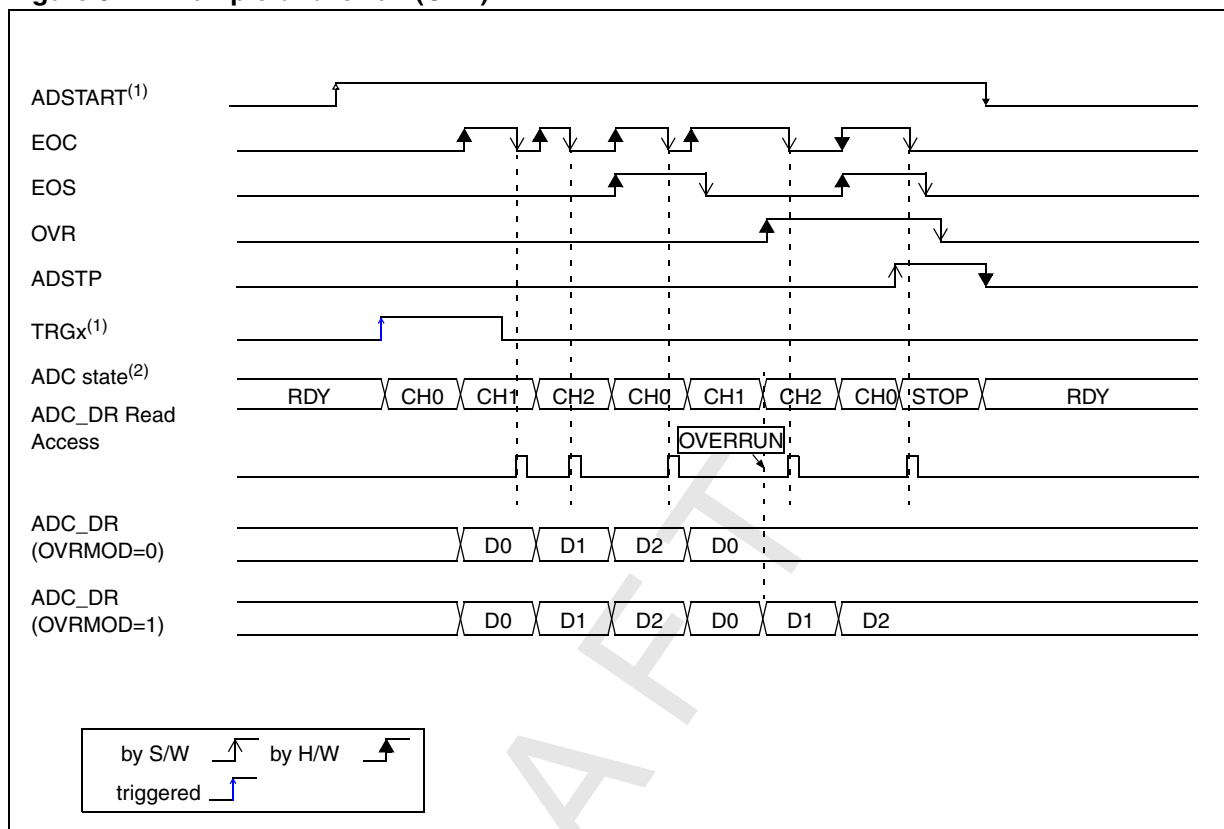 ADSTART(1)
EOC
EOS
OVR
ADSTP
TRGx(1)
ADC state(2)
RDY CH0 CH1 CH2 CH0 CH1 CH2 CH0 STOP RDY
ADC_DR Read
Access
OVERRUN
ADC_DR
(OVRMOD=0)
D0 D1 D2 D0
ADC_DR
(OVRMOD=1)
D0 D1 D2 D0 D1 D2
by S/W by H/W
triggered
A F T